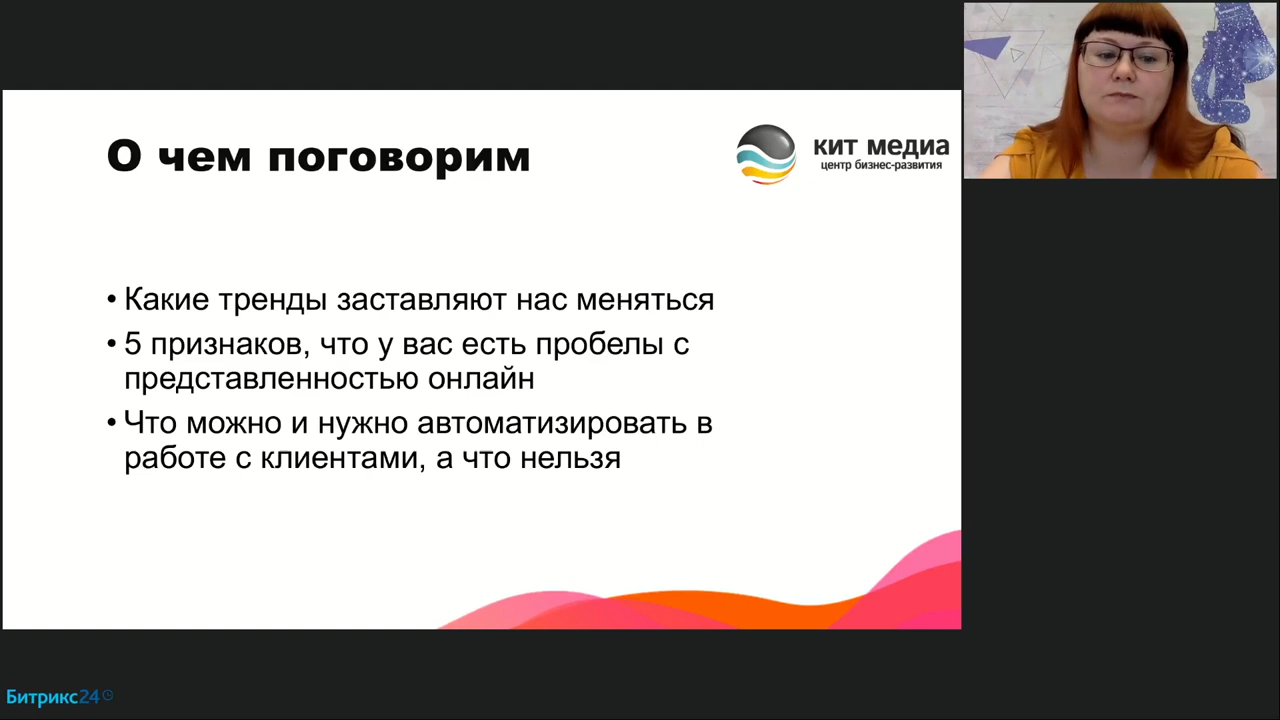 О чем поговорим
кит медиа
центр бизнес-развития
Битрикс24
• Какие тренды заставляют нас меняться
• 5 признаков, что у вас есть пробелы с
представленностью онлайн
• Что можно и нужно автоматизировать в
работе с клиентами, а что нельзя
Битрикс24